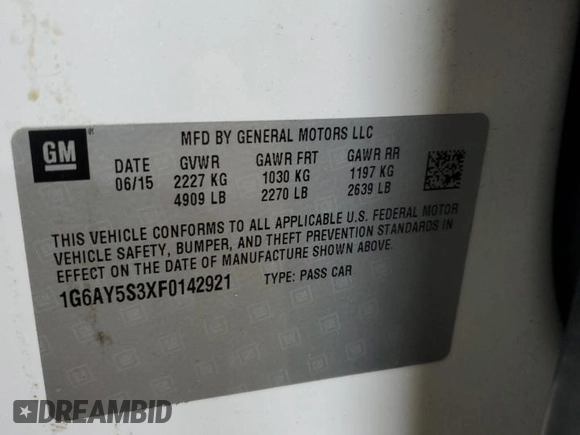 GM
MFD BY GENERAL MOTORS LLC
DATE GVWR GAWR FRT GAWR RR
06/15 2227 KG 1030 KG 1197 KG
4909 LB 2270 LB 2639 LB
THIS VEHICLE CONFORMS TO ALL APPLICABLE U.S. FEDERAL MOTOR
VEHICLE SAFETY, BUMPER, AND THEFT PREVENTION STANDARDS IN
EFFECT ON THE DATE OF MANUFACTURE SHOWN ABOVE.
1G6AY5S3XF0142921 TYPE: PASS CAR
DREAMBID